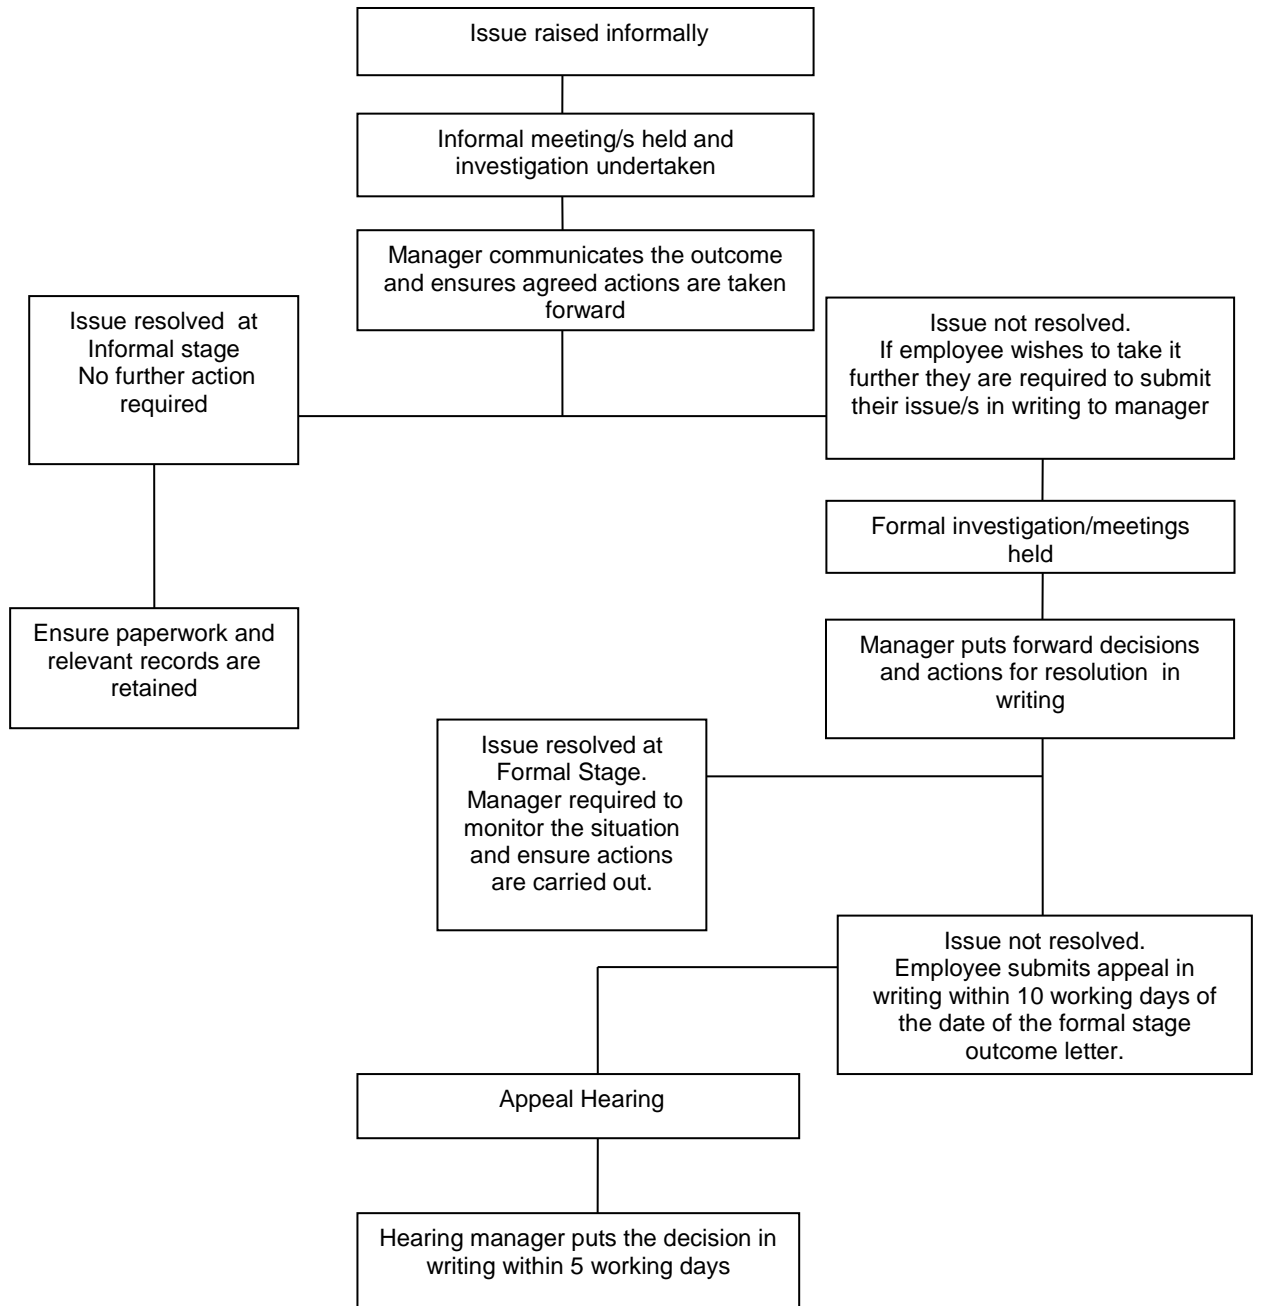 Issue raised informally
Informal meeting/s held and
investigation undertaken
Manager communicates the outcome
and ensures agreed actions are taken
forward
Issue resolved  at
Informal stage
No further action
required
Issue not resolved.
If employee wishes to take it
further they are required to submit
their issue/s in writing to manager
Formal investigation/meetings
held
Ensure paperwork and
relevant records are
retained
Manager puts forward decisions
and actions for resolution  in
writing
Issue resolved at
Formal Stage.
Manager required to
monitor the situation
and ensure actions
are carried out.
Issue not resolved.
Employee submits appeal in
writing within 10 working days of
the date of the formal stage
outcome letter.
Appeal Hearing
Hearing manager puts the decision in
writing within 5 working days